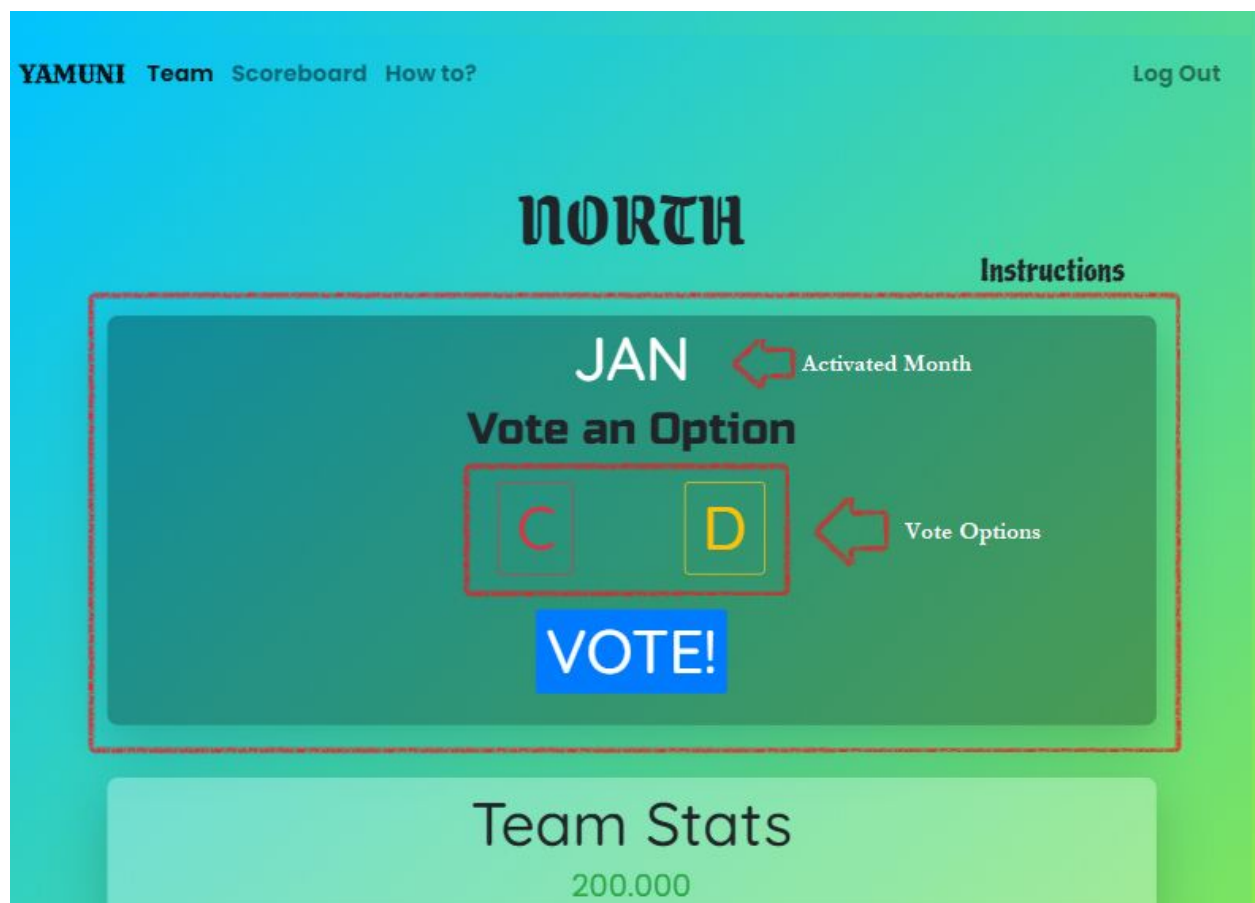 YAMUNI Team Scoreboard How to? Log Out
NORTH
Instructions
JAN Activated Month
Vote an Option
C D Vote Options
VOTE!
Team Stats
200.000